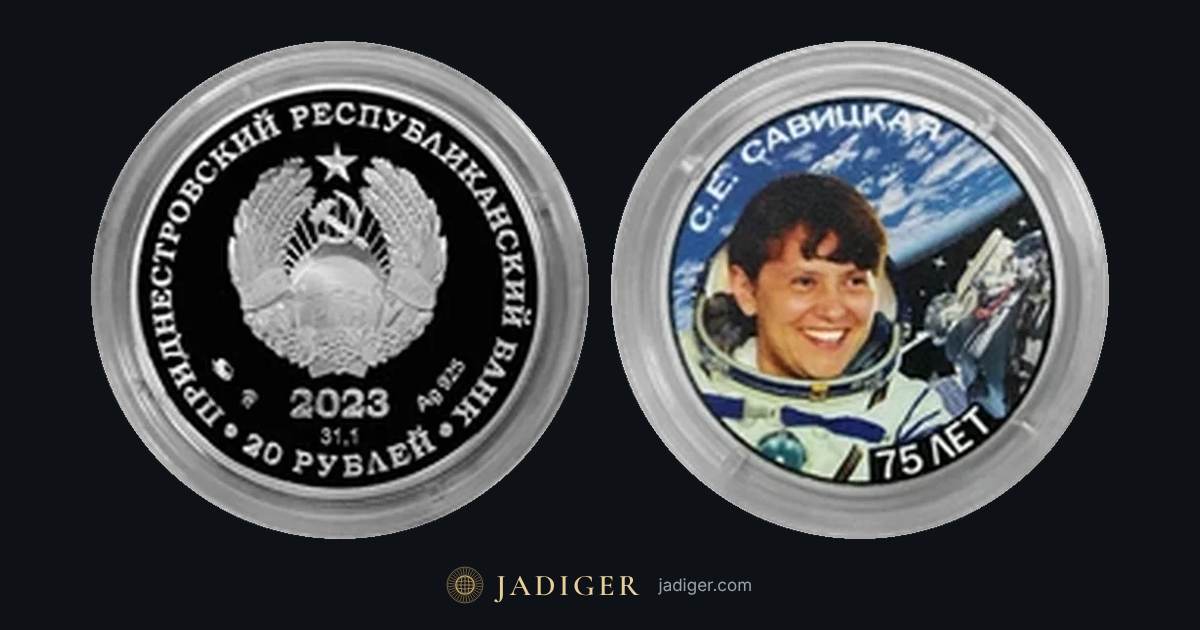 ПРИДНЕСТРОВСКИЙ РЕСПУБЛИКАНСКИЙ БАНК
2023
Ag 925
31,1
• 20 РУБЛЕЙ •
С.Е. САВИЦКАЯ
75 ЛЕТ
JADIGER jadiger.com